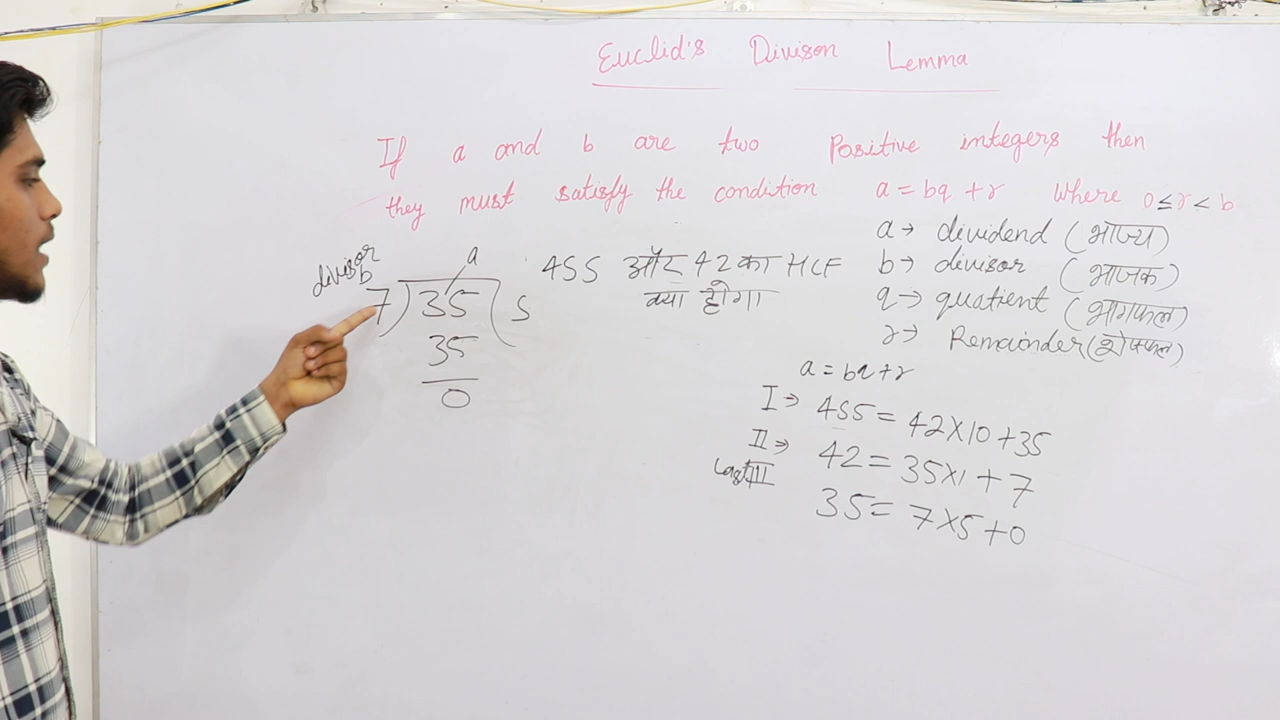 Euclid's Divison Lemma
If a and b are two Positive integers then
they must satisfy the condition a = bq + r where 0 ≤ r < b
a → dividend (भाज्य)
b → divisor (भाजक)
q → quatient (भागफल)
r → Remainder (शेषफल)
455 और 42 का HCF
क्या होगा
divisor
b a
7) 35 ( 5
35
0
a = bq + r
I ⇒ 455 = 42 × 10 + 35
II ⇒ 42 = 35 × 1 + 7
Last III 35 = 7 × 5 + 0